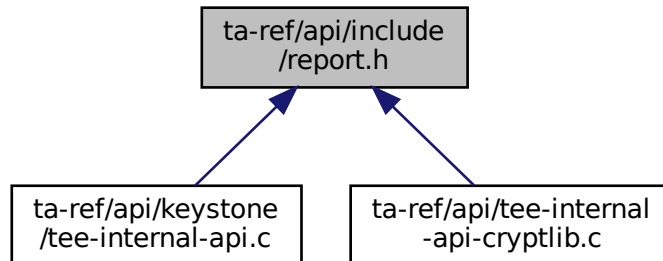 ta-ref/api/include
/report.h
ta-ref/api/keystone
/tee-internal-api.c
ta-ref/api/tee-internal
-api-cryptlib.c